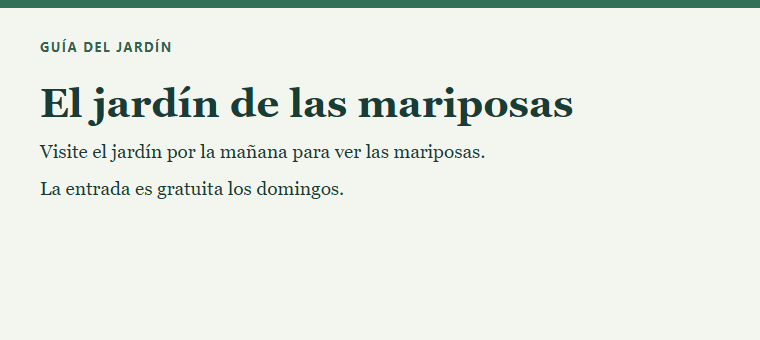 GUÍA DEL JARDÍN
El jardín de las mariposas
Visite el jardín por la mañana para ver las mariposas.
La entrada es gratuita los domingos.